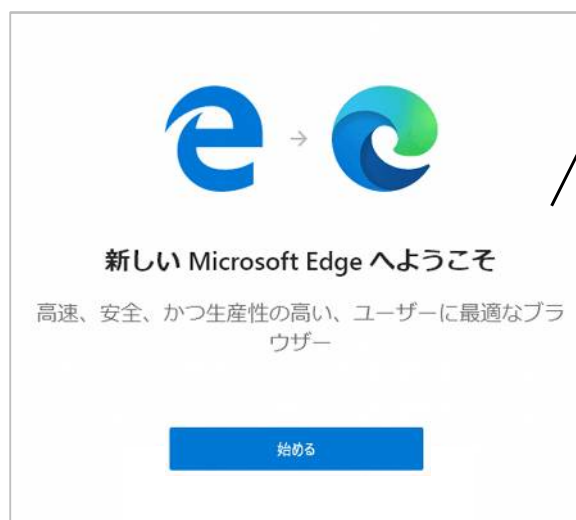 新しい Microsoft Edge へようこそ
高速、安全、かつ生産性の高い、ユーザーに最適なブラ
ウザー
始める